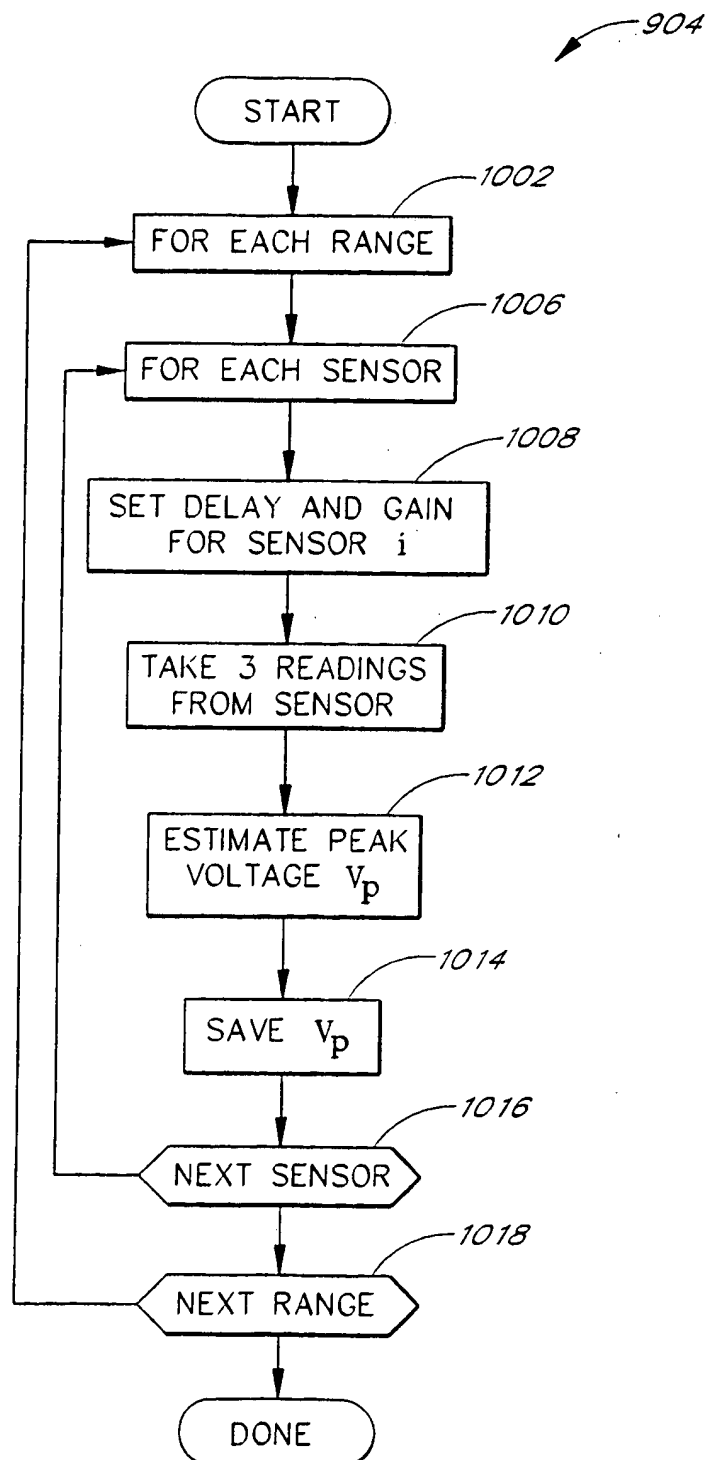 904
START
1002
FOR EACH RANGE
1006
FOR EACH SENSOR
1008
SET DELAY AND GAIN
FOR SENSOR i
1010
TAKE 3 READINGS
FROM SENSOR
1012
ESTIMATE PEAK
VOLTAGE Vp
1014
SAVE Vp
1016
NEXT SENSOR
1018
NEXT RANGE
DONE